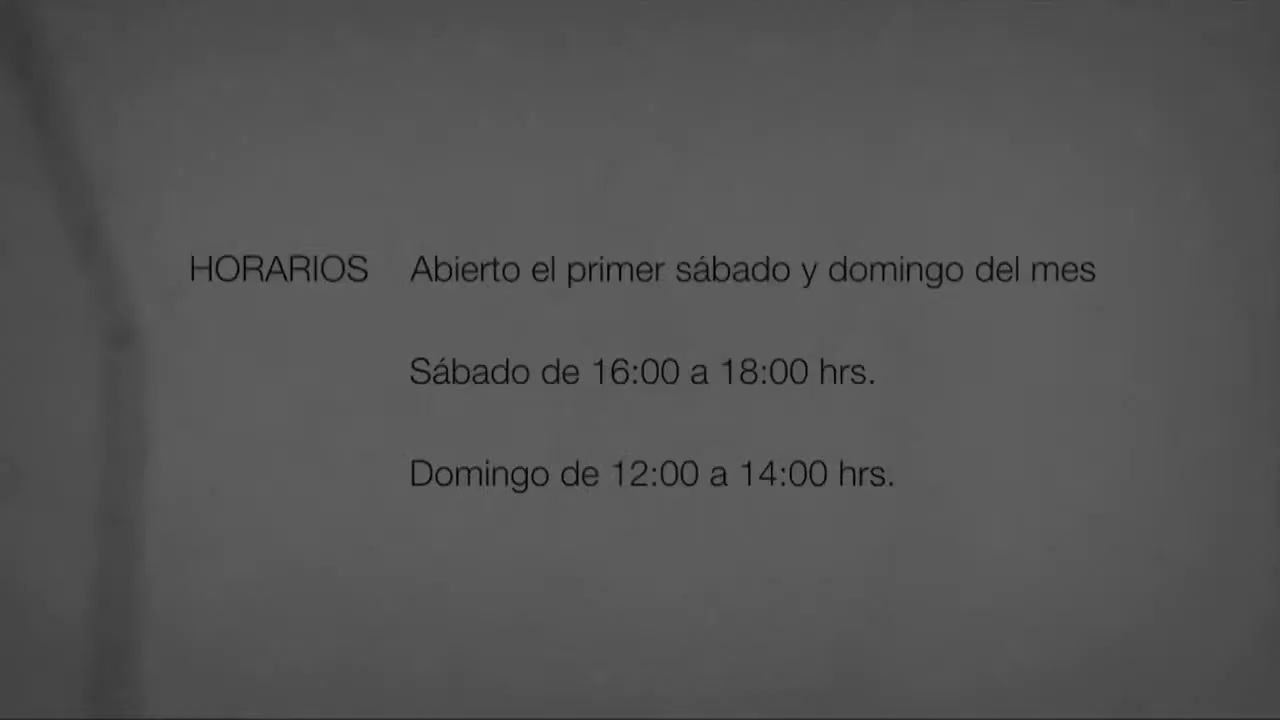 HORARIOS Abierto el primer sábado y domingo del mes
Sábado de 16:00 a 18:00 hrs.
Domingo de 12:00 a 14:00 hrs.